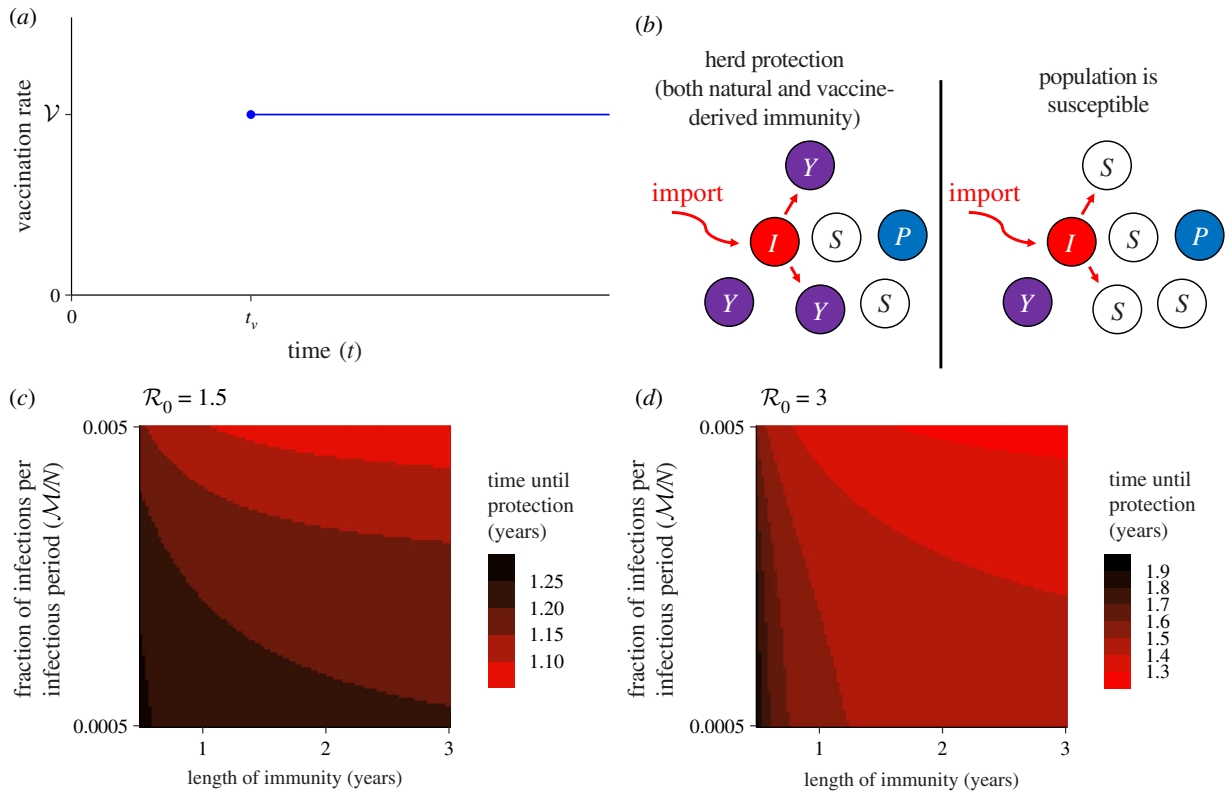 (a)
vaccination rate
𝒱
0
0
t_v
time (t)
(b)
herd protection
(both natural and vaccine-
derived immunity)
population is
susceptible
import
Y
I
S
P
Y
Y
S
import
S
I
S
P
Y
S
S
(c)
ℛ₀ = 1.5
fraction of infections per
infectious period (ℳ/N)
0.005
0.0005
1
2
3
length of immunity (years)
time until
protection
(years)
1.25
1.20
1.15
1.10
(d)
ℛ₀ = 3
fraction of infections per
infectious period (ℳ/N)
0.005
0.0005
1
2
3
length of immunity (years)
time until
protection
(years)
1.9
1.8
1.7
1.6
1.5
1.4
1.3